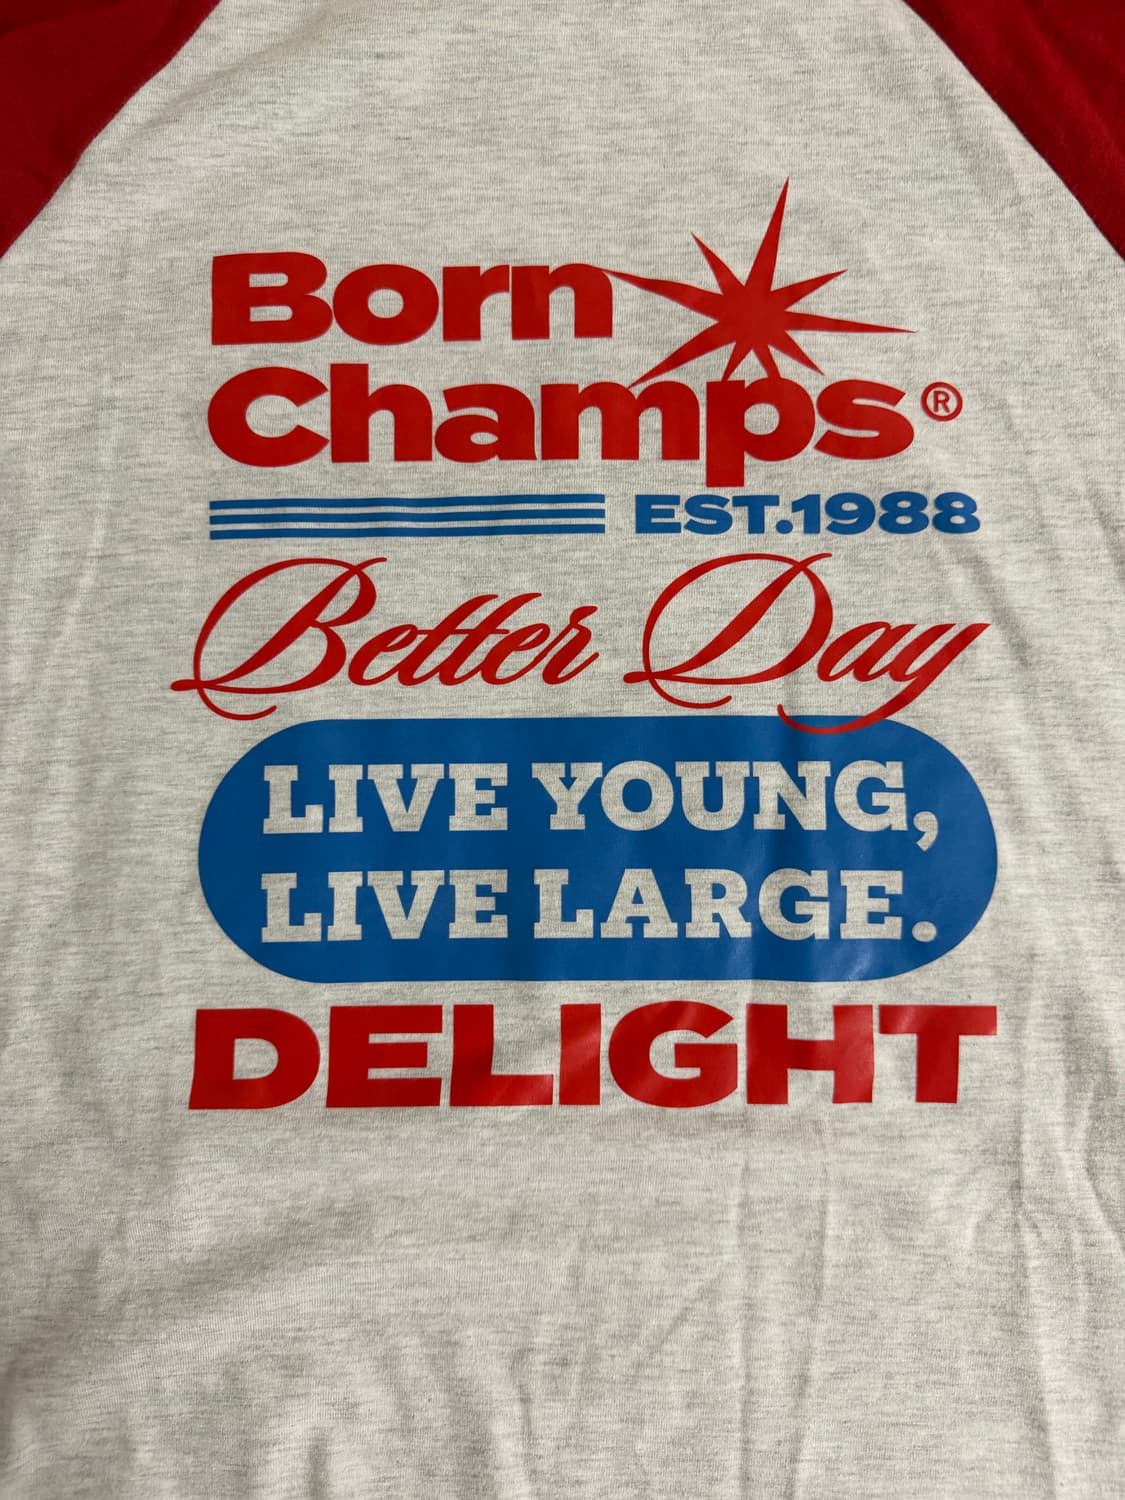 Born
Champs®
EST.1988
Better Day
LIVE YOUNG,
LIVE LARGE.
DELIGHT